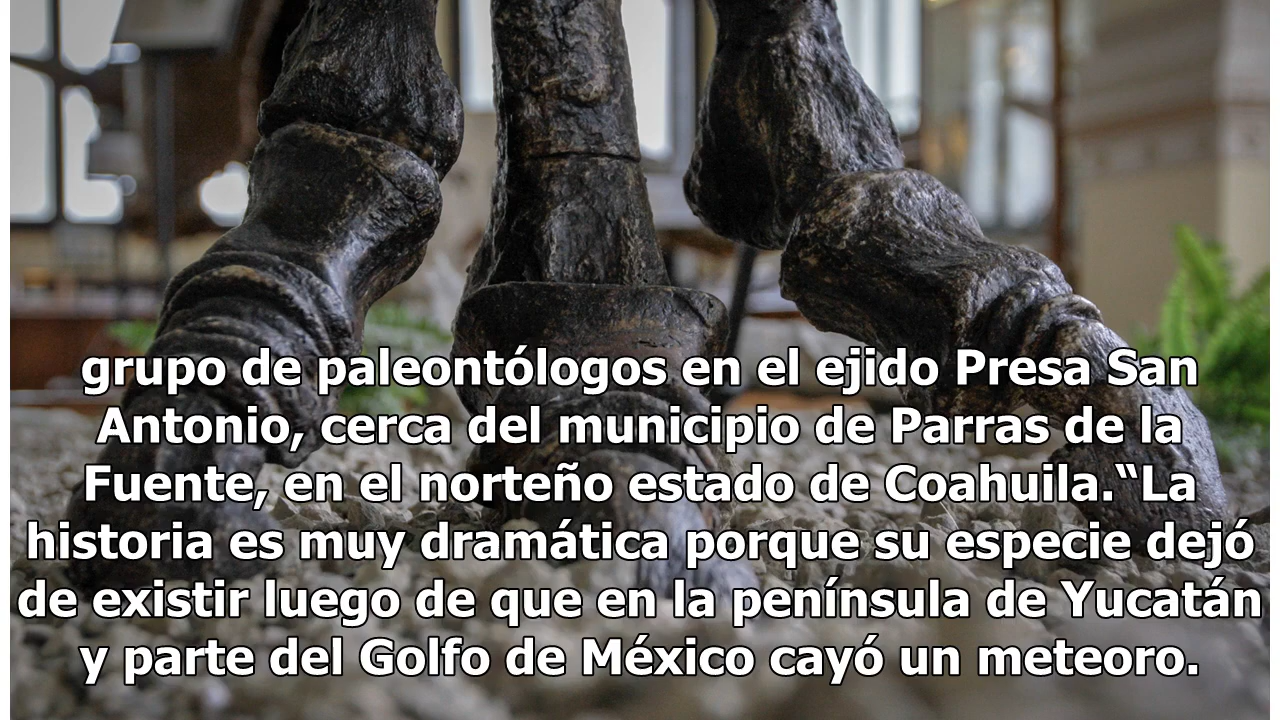 grupo de paleontólogos en el ejido Presa San
Antonio, cerca del municipio de Parras de la
Fuente, en el norteño estado de Coahuila.“La
historia es muy dramática porque su especie dejó
de existir luego de que en la península de Yucatán
y parte del Golfo de México cayó un meteoro.